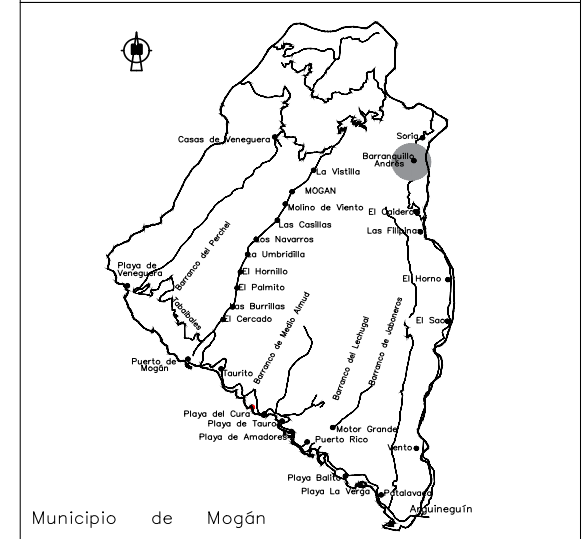 Soria
Casas de Veneguera
Barranquillo
Andrés
La Vistilla
MOGAN
Molino de Viento
El Caldero
Las Casillas
Las Filipinas
Los Navarros
La Umbridilla
Barranco del Perchel
Playa de
Veneguera
El Hornillo
El Horno
El Palmito
Tabaibales
Las Burrillas
El Cercado
El Sao
Barranco de Medio Almud
Barranco del Lechugal
Barranco de Jaboneros
Puerto de
Mogán
Taurito
Playa del Cura
Playa de Tauro
Motor Grande
Playa de Amadores
Puerto Rico
Vento
Playa Balito
Playa La Verga
Patalavaca
Arguineguín
Municipio de Mogán